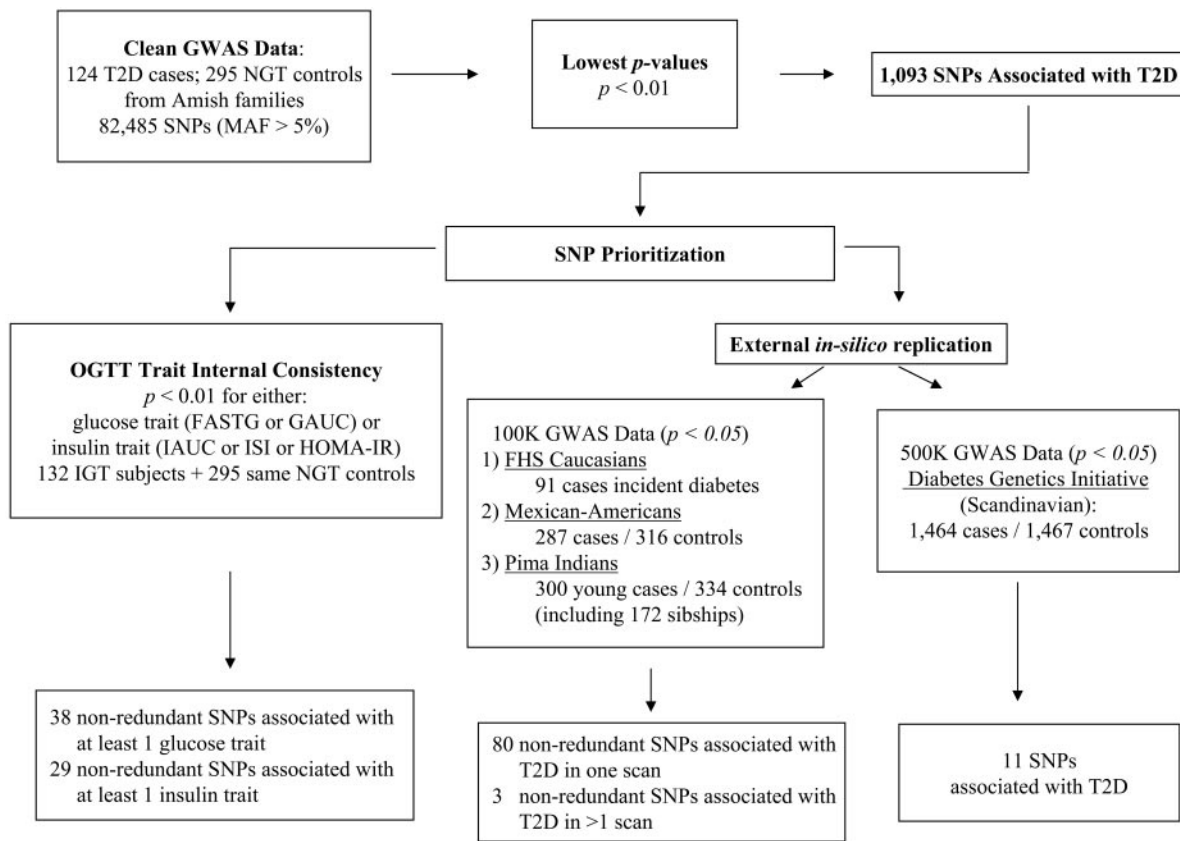 Clean GWAS Data:
124 T2D cases; 295 NGT controls
from Amish families
82,485 SNPs (MAF > 5%)
Lowest p-values
p < 0.01
1,093 SNPs Associated with T2D
SNP Prioritization
OGTT Trait Internal Consistency
p < 0.01 for either:
glucose trait (FASTG or GAUC) or
insulin trait (IAUC or ISI or HOMA-IR)
132 IGT subjects + 295 same NGT controls
External in-silico replication
100K GWAS Data (p < 0.05)
1) FHS Caucasians
91 cases incident diabetes
2) Mexican-Americans
287 cases / 316 controls
3) Pima Indians
300 young cases / 334 controls
(including 172 sibships)
500K GWAS Data (p < 0.05)
Diabetes Genetics Initiative
(Scandinavian):
1,464 cases / 1,467 controls
38 non-redundant SNPs associated with
at least 1 glucose trait
29 non-redundant SNPs associated with
at least 1 insulin trait
80 non-redundant SNPs associated with
T2D in one scan
3 non-redundant SNPs associated with
T2D in >1 scan
11 SNPs
associated with T2D